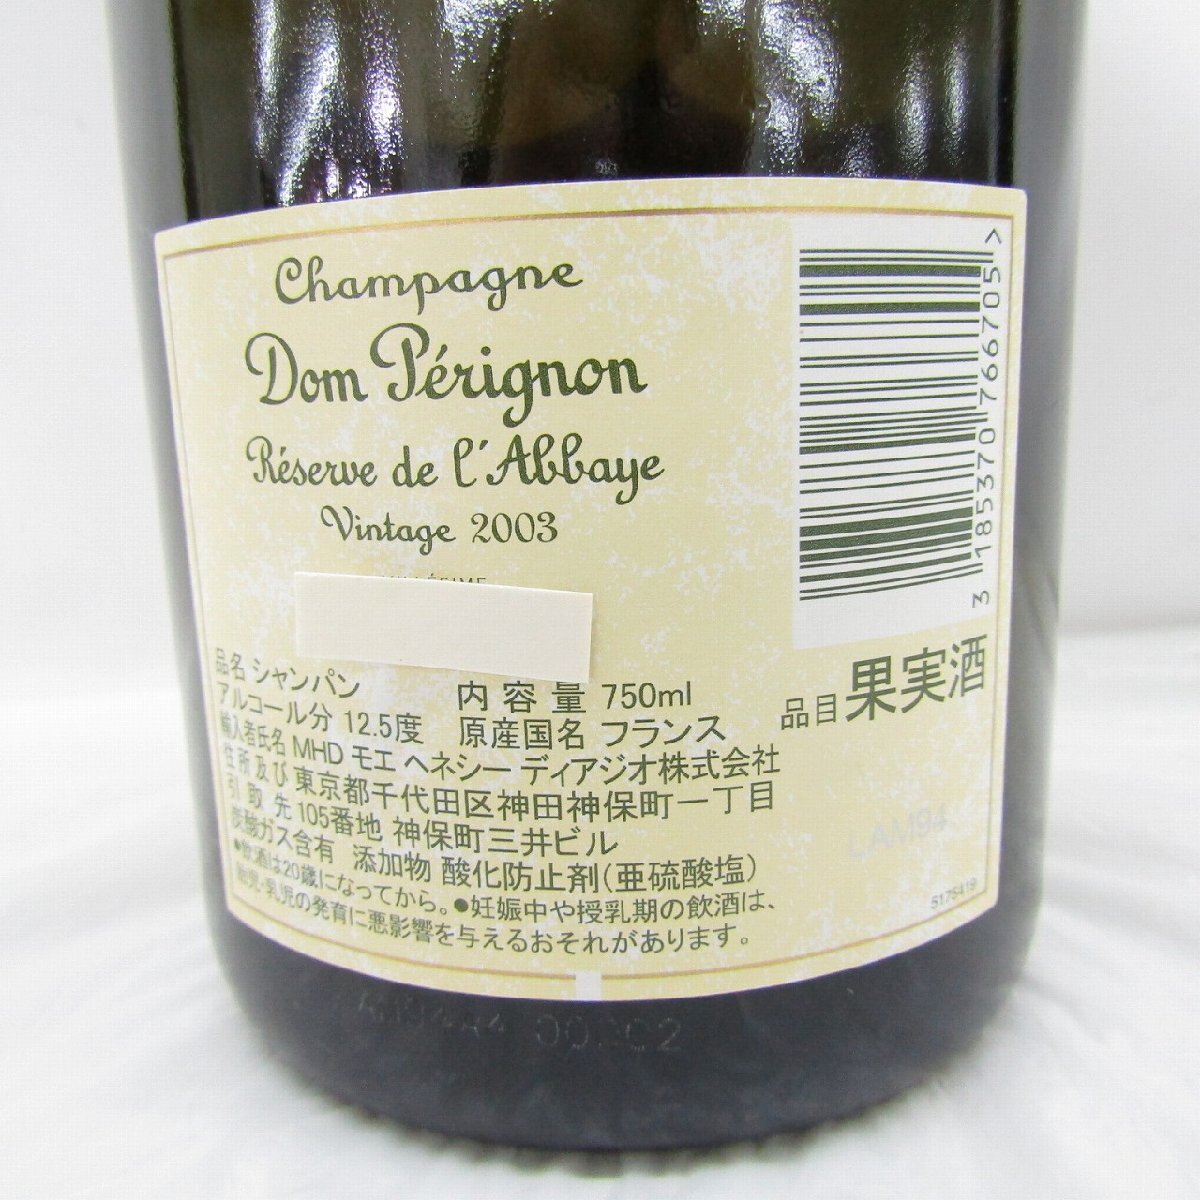 Champagne
Dom Pérignon
Réserve de l'Abbaye
Vintage 2003
品名 シャンパン 内容量 750ml
アルコール分 12.5度 原産国名 フランス
輸入者氏名 MHD モエ ヘネシー ディアジオ株式会社
住所及び 東京都千代田区神田神保町一丁目
引取先 105番地 神保町三井ビル
炭酸ガス含有 添加物 酸化防止剤(亜硫酸塩)
●飲酒は20歳になってから。●妊娠中や授乳期の飲酒は、
胎児・乳児の発育に悪影響を与えるおそれがあります。
3 185370 766705 >
品目 果実酒
LAM94
5175419